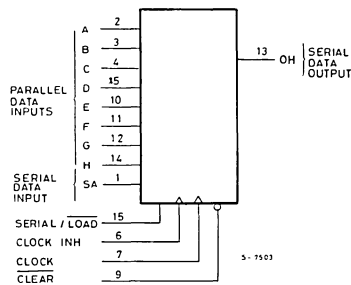 PARALLEL
DATA
INPUTS
A 2
B 3
C 4
D 15
E 10
F 11
G 12
H 14
SERIAL
DATA
INPUT
SA 1
SERIAL / LOAD 15
CLOCK INH 6
CLOCK 7
CLEAR 9
13 OH
SERIAL
DATA
OUTPUT
5-7503